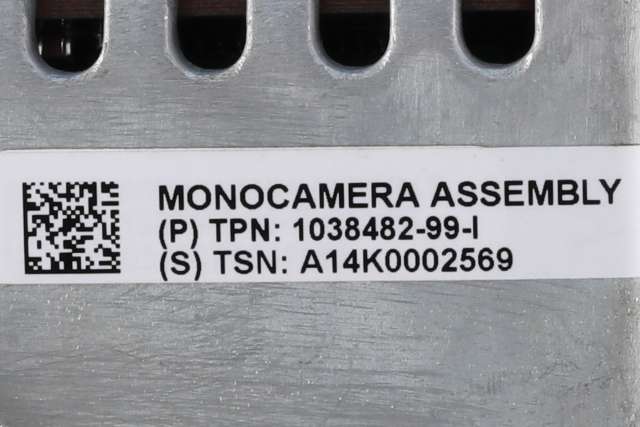 MONOCAMERA ASSEMBLY
(P) TPN: 1038482-99-I
(S) TSN: A14K0002569